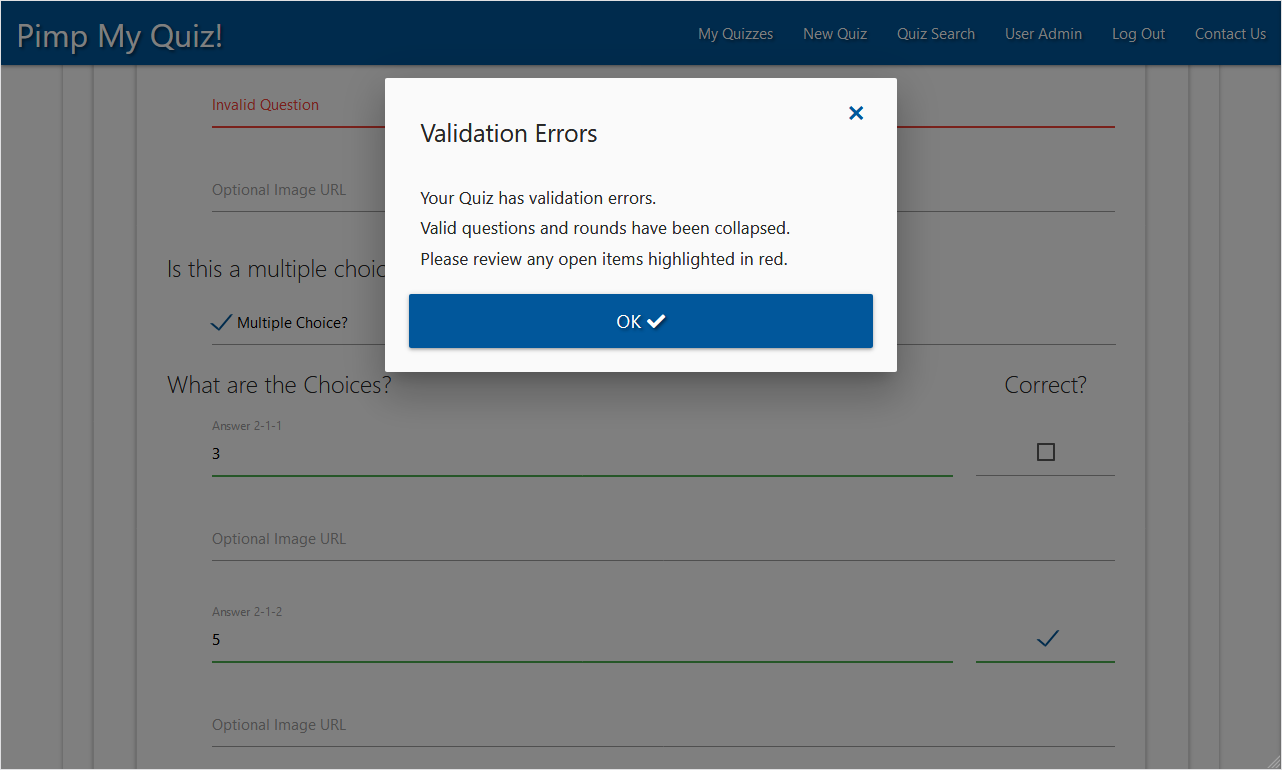 Pimp My Quiz!
My Quizzes New Quiz Quiz Search User Admin Log Out Contact Us
Invalid Question
Validation Errors
Optional Image URL
Your Quiz has validation errors.
Valid questions and rounds have been collapsed.
Please review any open items highlighted in red.
Is this a multiple choic
Multiple Choice?
OK
What are the Choices? Correct?
Answer 2-1-1
3
Optional Image URL
Answer 2-1-2
5
Optional Image URL